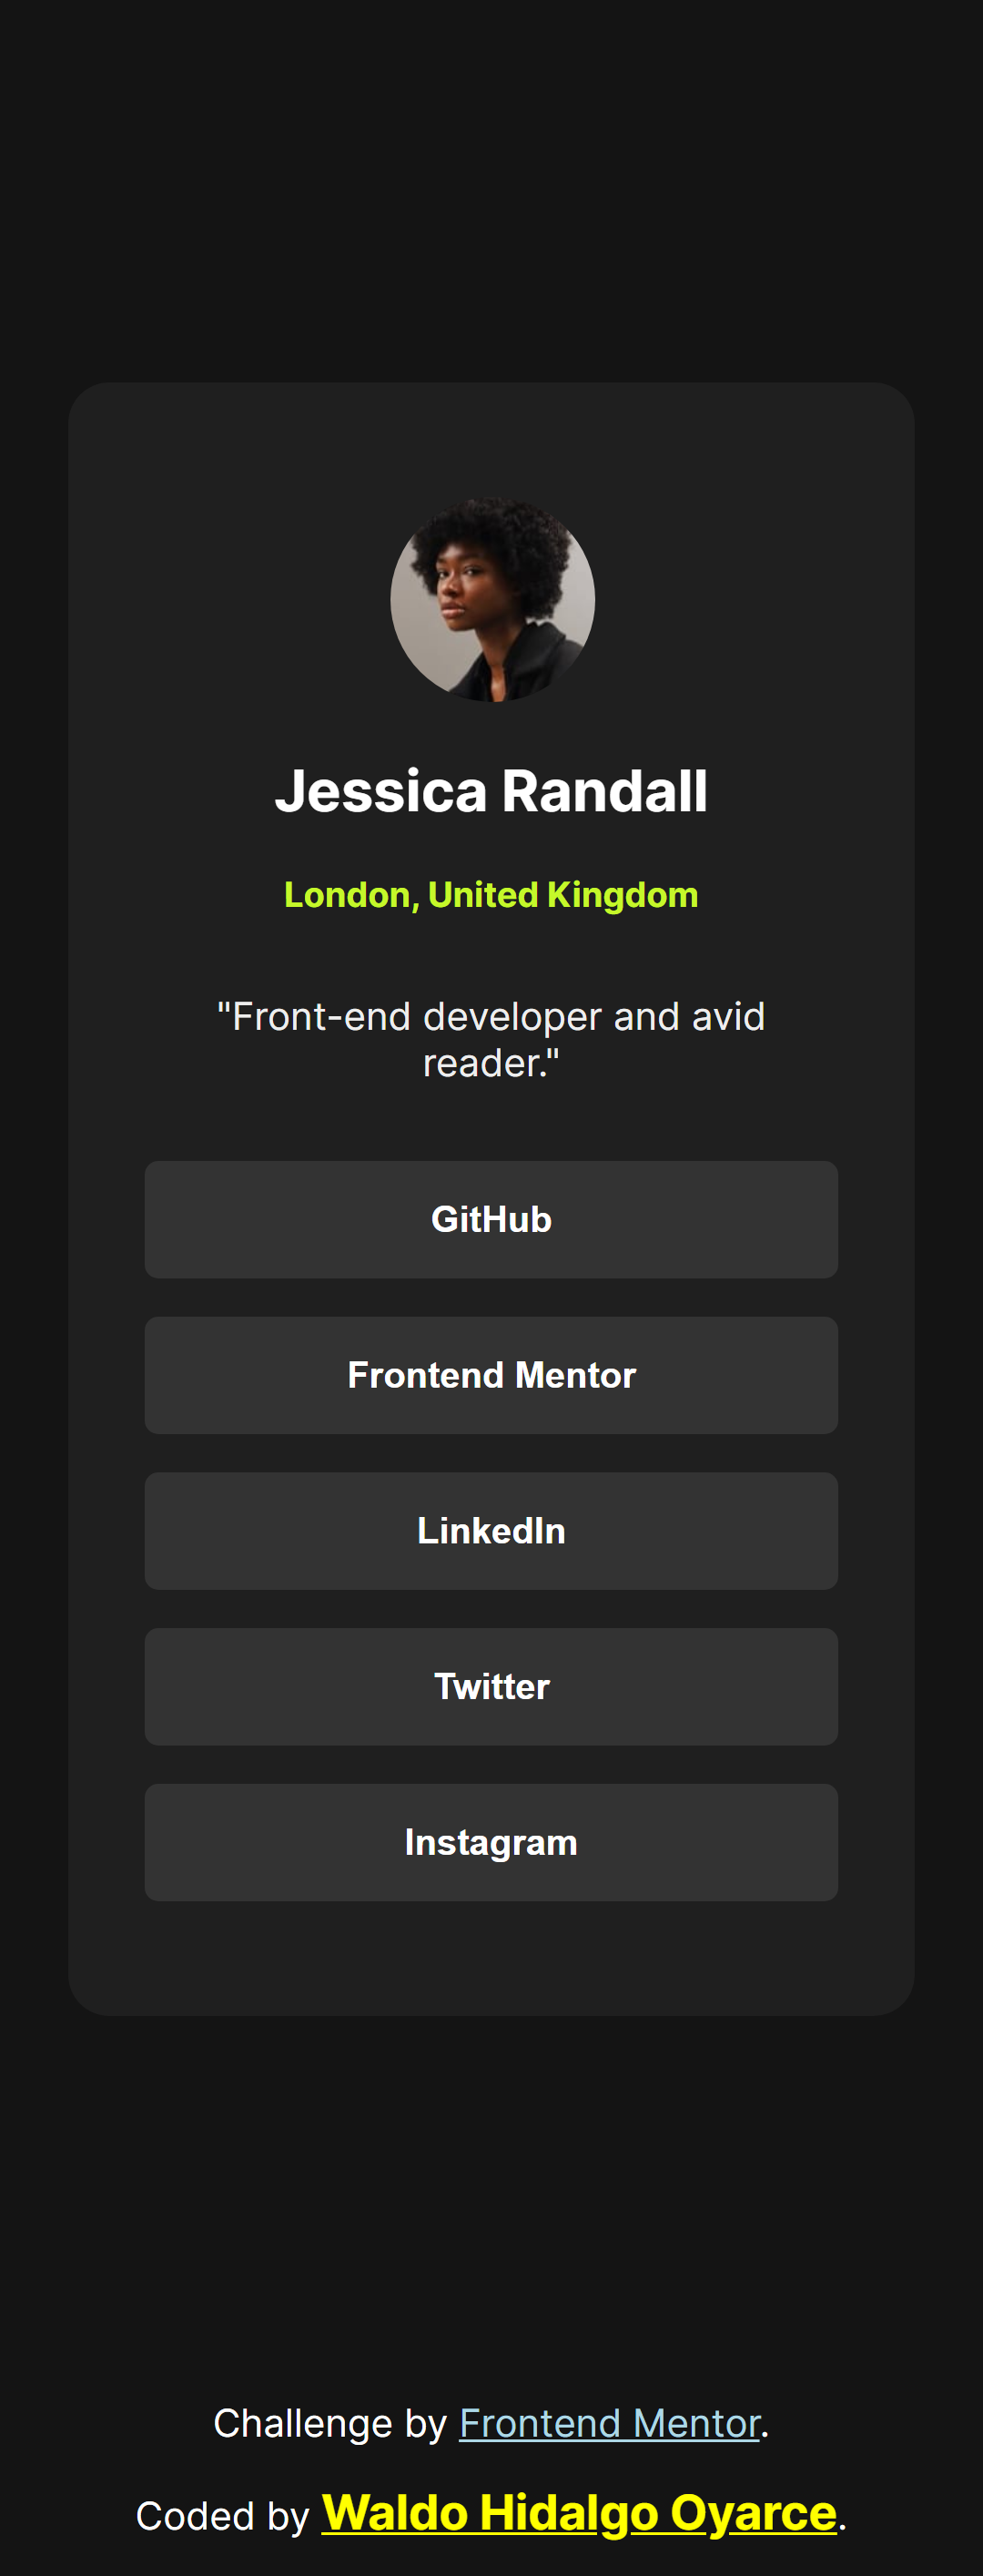 Jessica Randall
London, United Kingdom
"Front-end developer and avid
reader."
GitHub
Frontend Mentor
LinkedIn
Twitter
Instagram
Challenge by Frontend Mentor.
Coded by Waldo Hidalgo Oyarce.